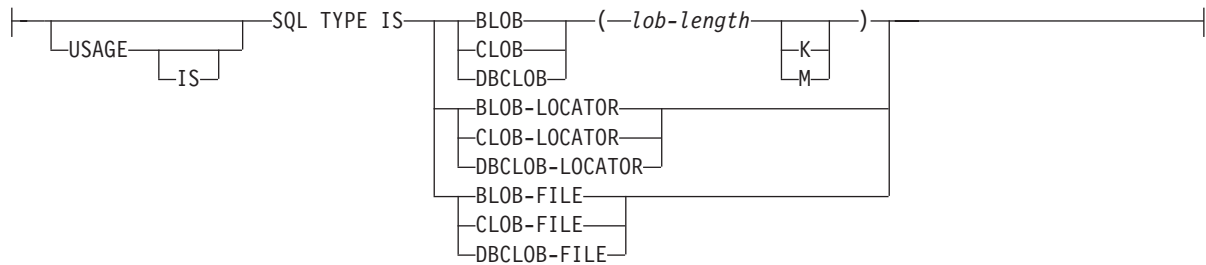 SQL TYPE IS BLOB ( lob-length )
USAGE CLOB K
IS DBCLOB M
BLOB-LOCATOR
CLOB-LOCATOR
DBCLOB-LOCATOR
BLOB-FILE
CLOB-FILE
DBCLOB-FILE